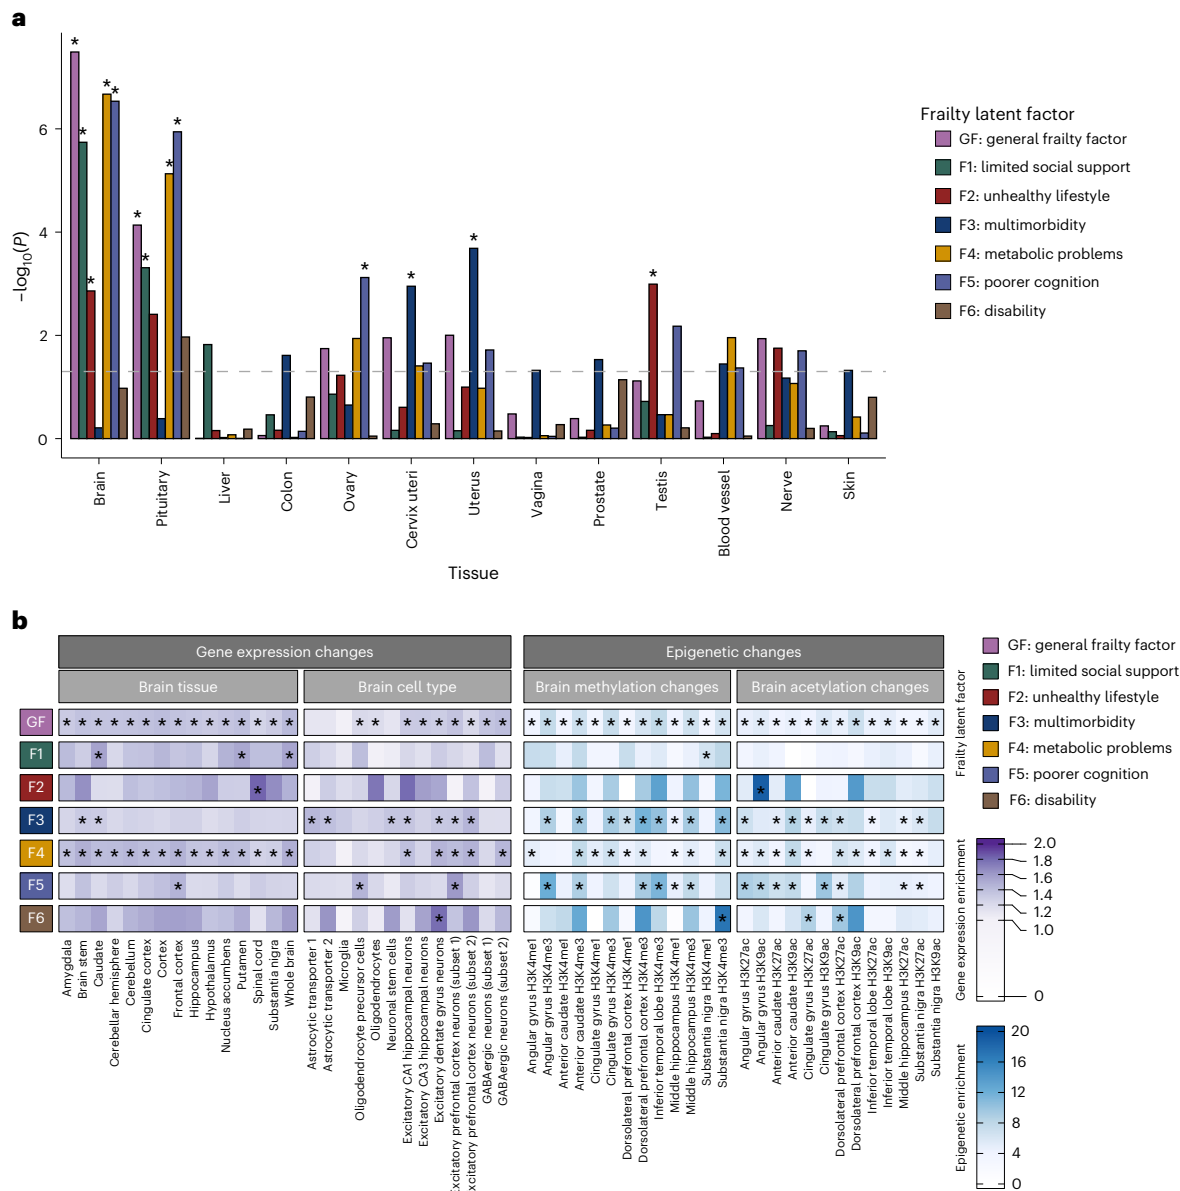 a
*
*
*
*
*
*
*
*
*
*
*
*
*
6
4
2
0
−log10(P)
Brain
Pituitary
Liver
Colon
Ovary
Cervix uteri
Uterus
Vagina
Prostate
Testis
Blood vessel
Nerve
Skin
Tissue
Frailty latent factor
GF: general frailty factor
F1: limited social support
F2: unhealthy lifestyle
F3: multimorbidity
F4: metabolic problems
F5: poorer cognition
F6: disability
b
Gene expression changes
Epigenetic changes
Brain tissue
Brain cell type
Brain methylation changes
Brain acetylation changes
GF
F1
F2
F3
F4
F5
F6
Amygdala
Brain stem
Caudate
Cerebellar hemisphere
Cerebellum
Cingulate cortex
Cortex
Frontal cortex
Hippocampus
Hypothalamus
Nucleus accumbens
Putamen
Spinal cord
Substantia nigra
Whole brain
Astrocytic transporter 1
Astrocytic transporter 2
Microglia
Oligodendrocyte precursor cells
Oligodendrocytes
Neuronal stem cells
Excitatory CA1 hippocampal neurons
Excitatory CA3 hippocampal neurons
Excitatory dentate gyrus neurons
Excitatory prefrontal cortex neurons (subset 1)
xcitatory prefrontal cortex neurons (subset 2)
GABAergic neurons (subset 1)
GABAergic neurons (subset 2)
Angular gyrus H3K4me1
Angular gyrus H3K4me3
Anterior caudate H3K4me1
Anterior caudate H3K4me3
Cingulate gyrus H3K4me1
Cingulate gyrus H3K4me3
Dorsolateral prefrontal cortex H3K4me1
Dorsolateral prefrontal cortex H3K4me3
Inferior temporal lobe H3K4me3
Middle hippocampus H3K4me1
Middle hippocampus H3K4me3
Substantia nigra H3K4me1
Substantia nigra H3K4me3
Angular gyrus H3K27ac
Angular gyrus H3K9ac
Anterior caudate H3K27ac
Anterior caudate H3K9ac
Cingulate gyrus H3K27ac
Cingulate gyrus H3K9ac
Dorsolateral prefrontal cortex H3K27ac
Dorsolateral prefrontal cortex H3K9ac
Inferior temporal lobe H3K27ac
Inferior temporal lobe H3K9ac
Middle hippocampus H3K27ac
Substantia nigra H3K27ac
Substantia nigra H3K9ac
Frailty latent factor
GF: general frailty factor
F1: limited social support
F2: unhealthy lifestyle
F3: multimorbidity
F4: metabolic problems
F5: poorer cognition
F6: disability
Gene expression enrichment
2.0
1.8
1.6
1.4
1.2
1.0
0
Epigenetic enrichment
20
16
12
8
4
0